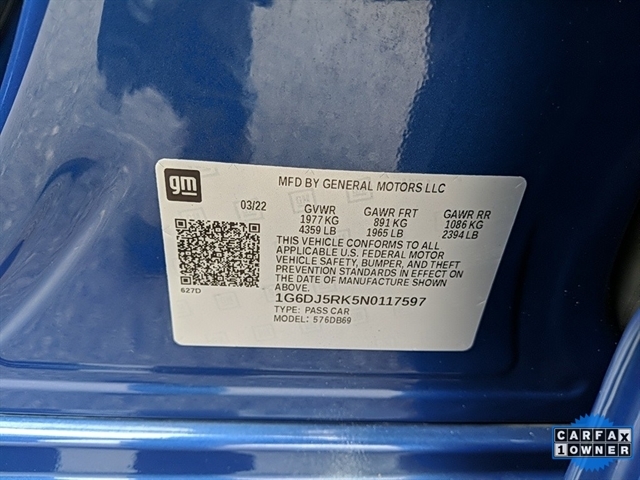 gm
MFD BY GENERAL MOTORS LLC
03/22 GVWR GAWR FRT GAWR RR
1977 KG 891 KG 1086 KG
4359 LB 1965 LB 2394 LB
THIS VEHICLE CONFORMS TO ALL
APPLICABLE U.S. FEDERAL MOTOR
VEHICLE SAFETY, BUMPER, AND THEFT
PREVENTION STANDARDS IN EFFECT ON
THE DATE OF MANUFACTURE SHOWN
ABOVE.
627D
1G6DJ5RK5N0117597
TYPE: PASS CAR
MODEL: 576DB69
CARFAX
1 OWNER